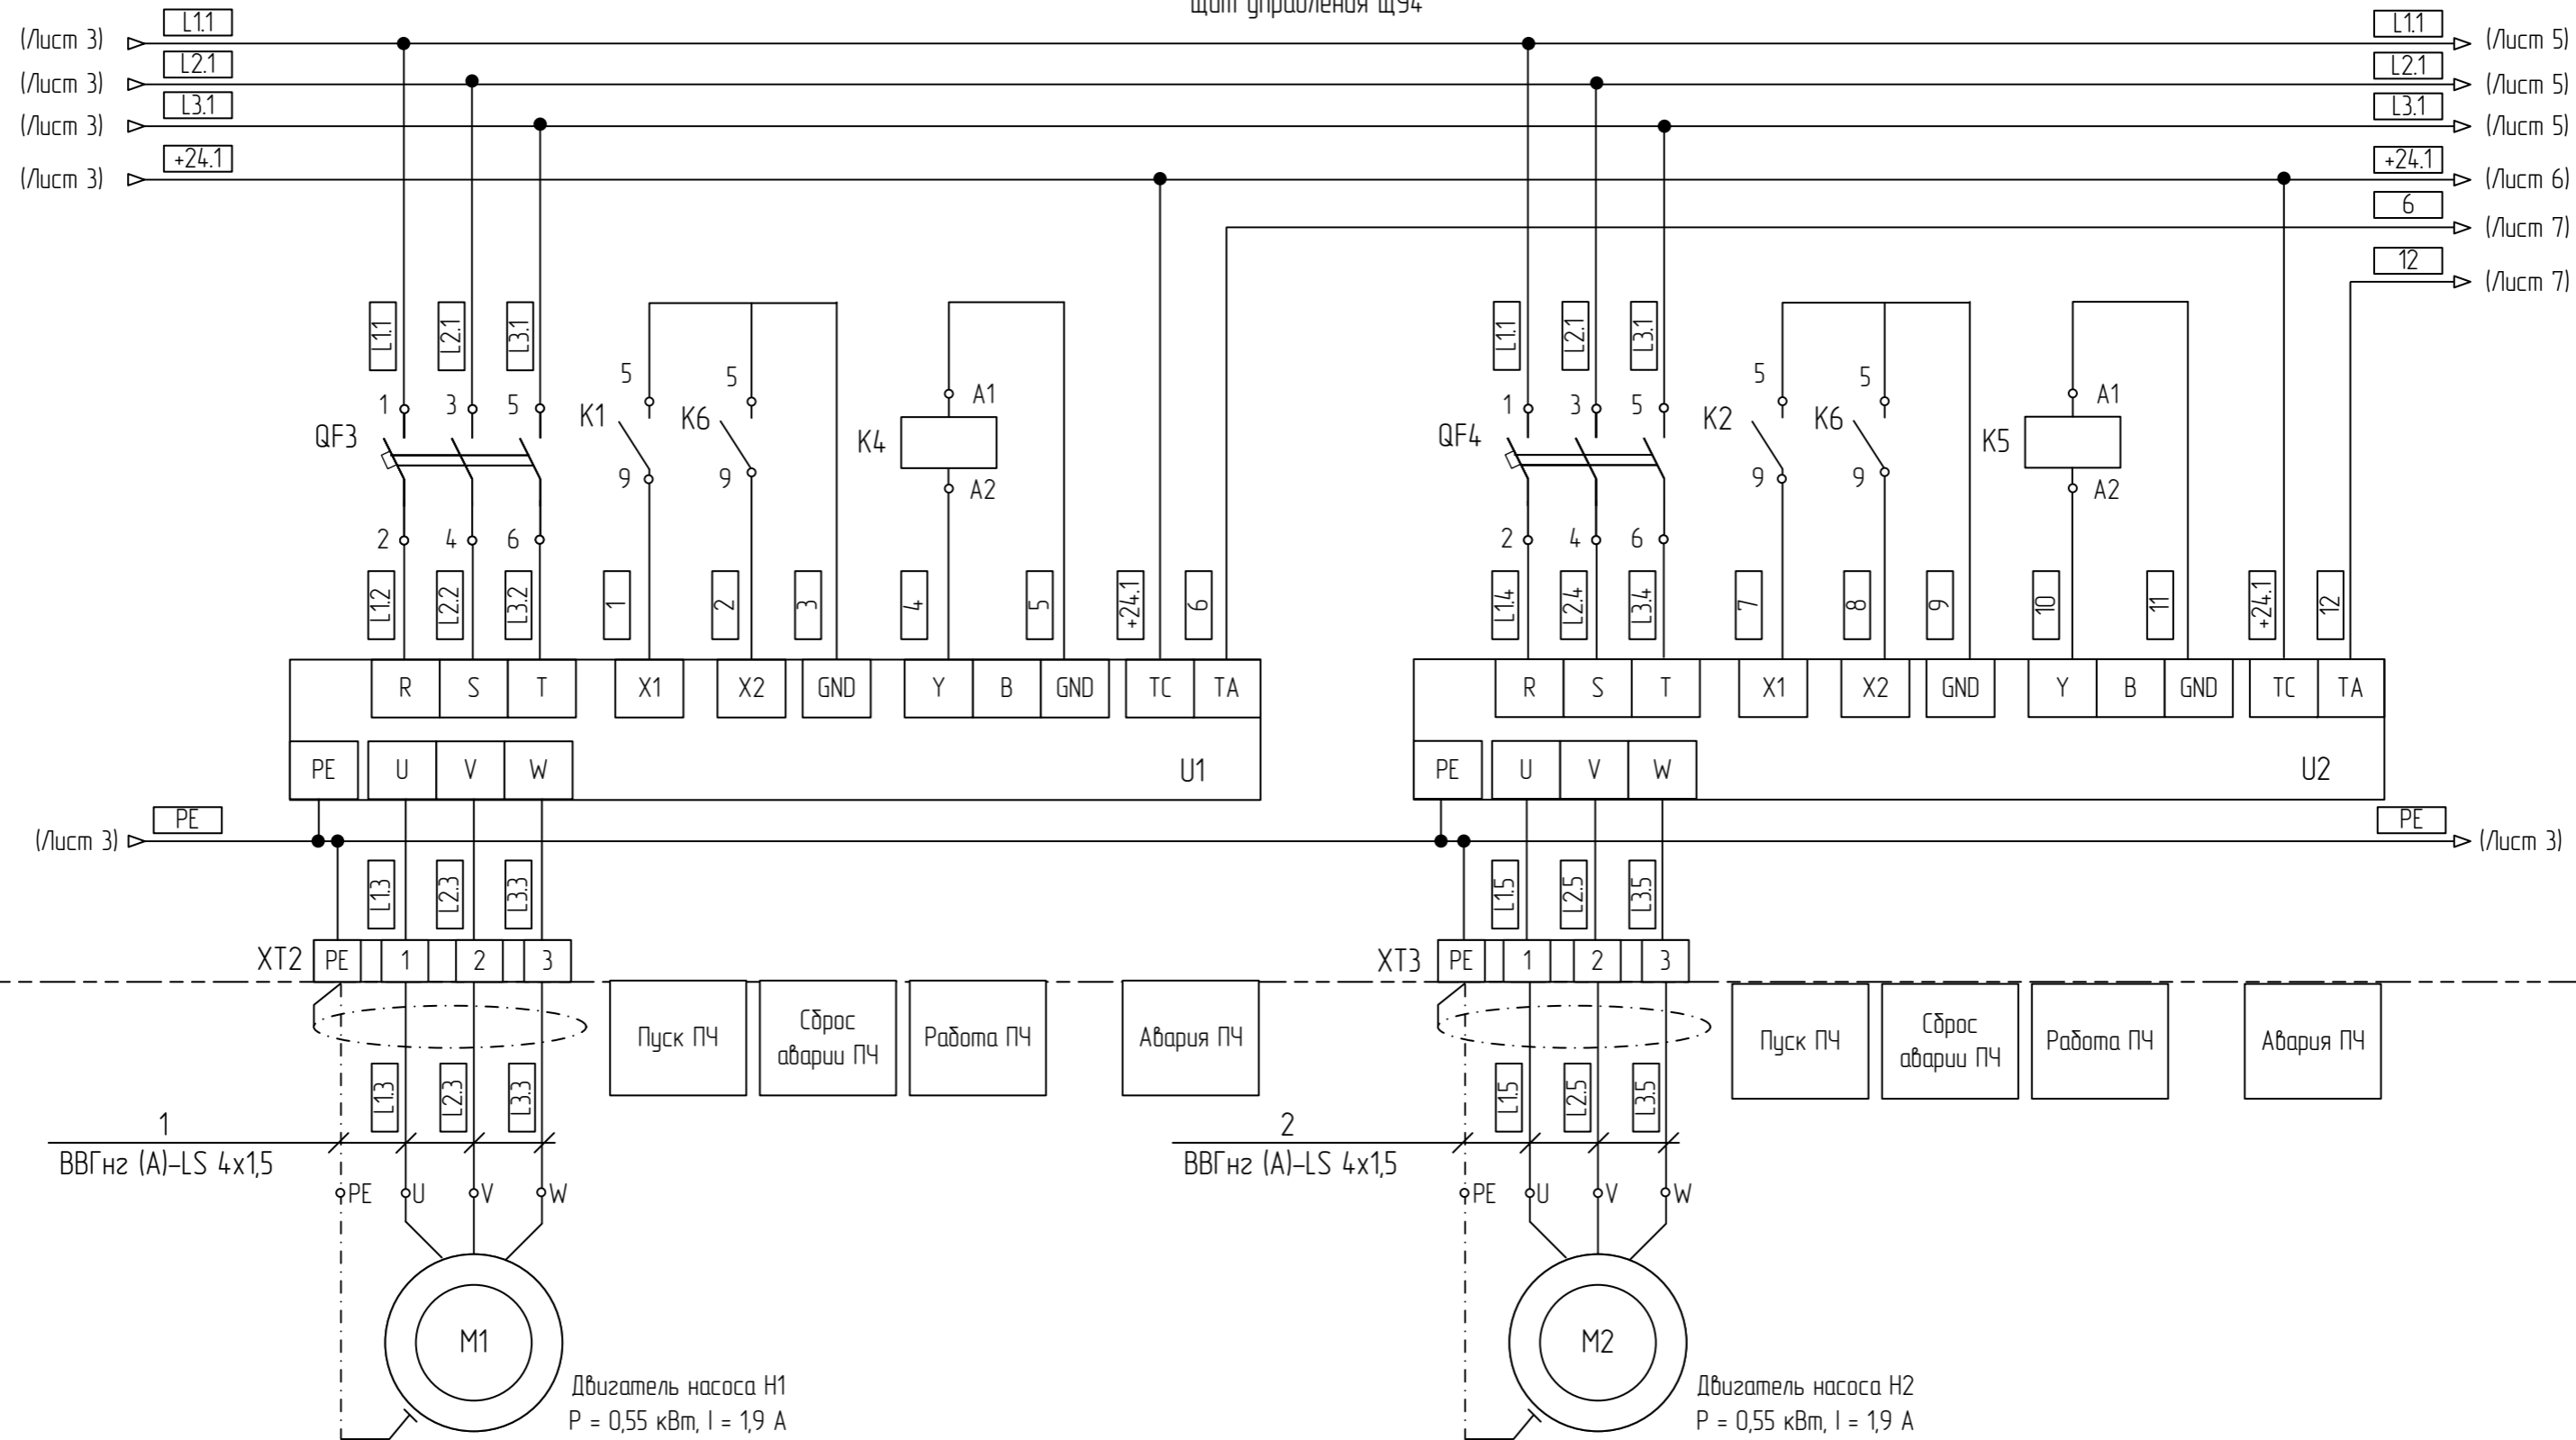 Щит управления Щ94
(Лист 3) L1.1 L1.1 (Лист 5)
(Лист 3) L2.1 L2.1 (Лист 5)
(Лист 3) L3.1 L3.1 (Лист 5)
(Лист 3) +24.1 +24.1 (Лист 6)
6 (Лист 7)
12 (Лист 7)
L1.1 L2.1 L3.1 L1.1 L2.1 L3.1
5 5 5 5
1 3 5 A1 1 3 5 A1
QF3 K1 K6 K4 QF4 K2 K6 K5
9 9 A2 9 9 A2
2 4 6 2 4 6
L1.2 L2.2 L3.2 1 2 3 4 5 +24.1 6 L1.4 L2.4 L3.4 7 8 9 10 11 +24.1 12
R S T X1 X2 GND Y B GND TC TA R S T X1 X2 GND Y B GND TC TA
PE U V W U1 PE U V W U2
(Лист 3) PE PE (Лист 3)
L1.3 L2.3 L3.3 L1.5 L2.5 L3.5
XT2 PE 1 2 3 XT3 PE 1 2 3
Пуск ПЧ Сброс аварии ПЧ Работа ПЧ Авария ПЧ Пуск ПЧ Сброс аварии ПЧ Работа ПЧ Авария ПЧ
L1.3 L2.3 L3.3 L1.5 L2.5 L3.5
1 2
ВВГнг (А)-LS 4х1,5 ВВГнг (А)-LS 4х1,5
PE U V W PE U V W
M1 M2
Двигатель насоса Н1 Двигатель насоса Н2
P = 0,55 кВт, I = 1,9 А P = 0,55 кВт, I = 1,9 А